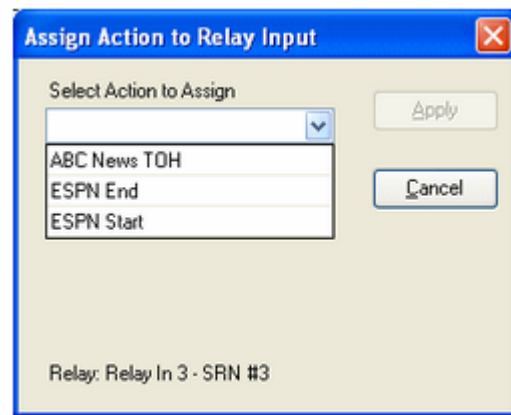 Assign Action to Relay Input
Select Action to Assign
Apply
ABC News TOH
ESPN End
Cancel
ESPN Start
Relay: Relay In 3 - SRN #3